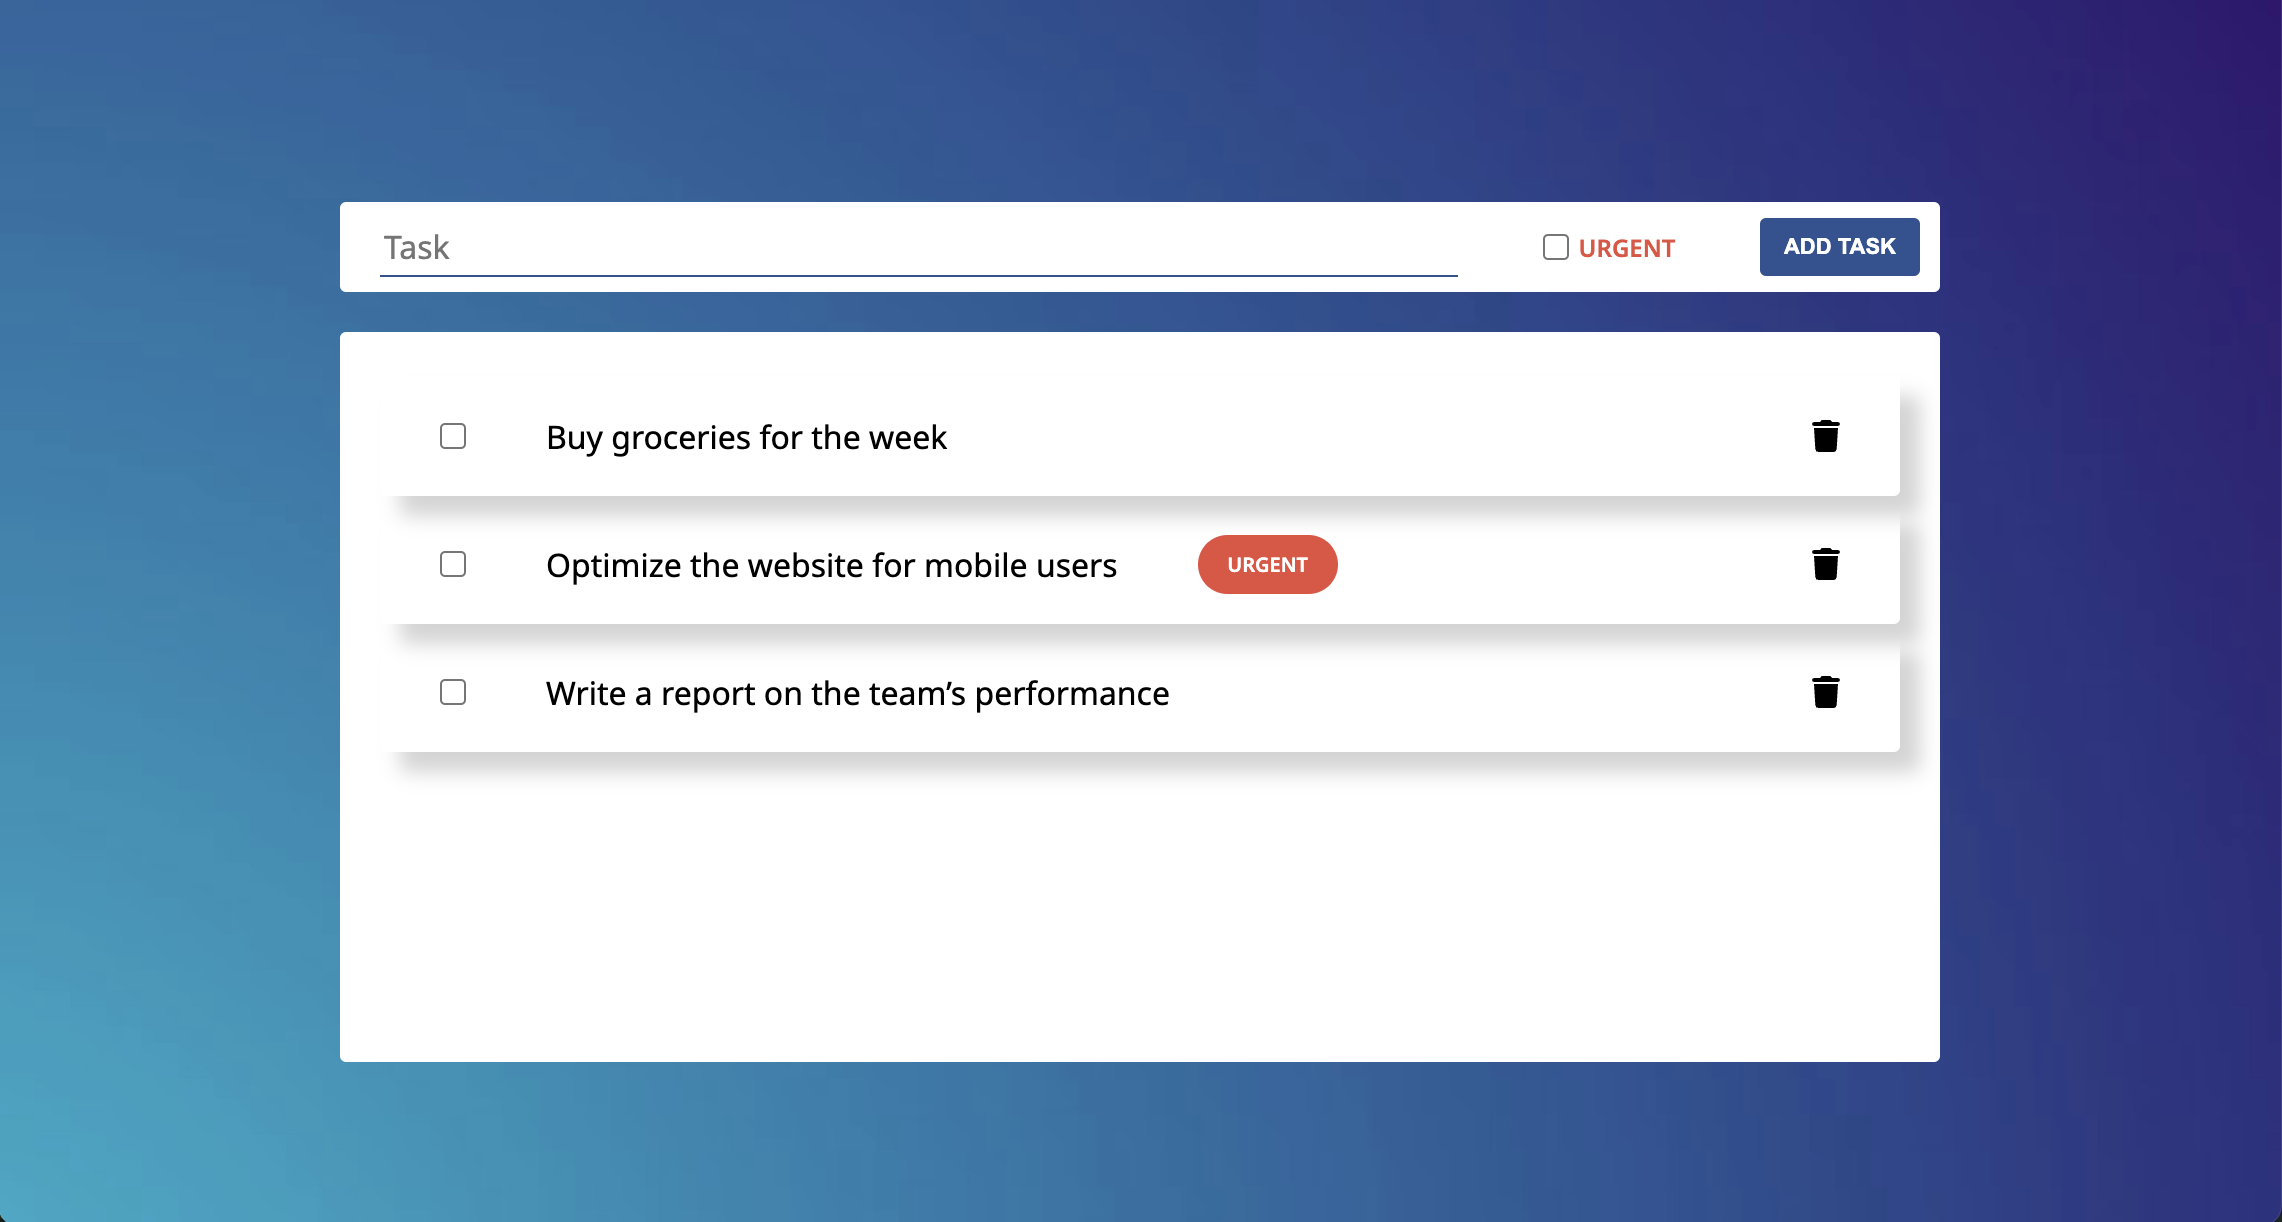 Task
URGENT
ADD TASK
Buy groceries for the week
Optimize the website for mobile users
URGENT
Write a report on the team’s performance